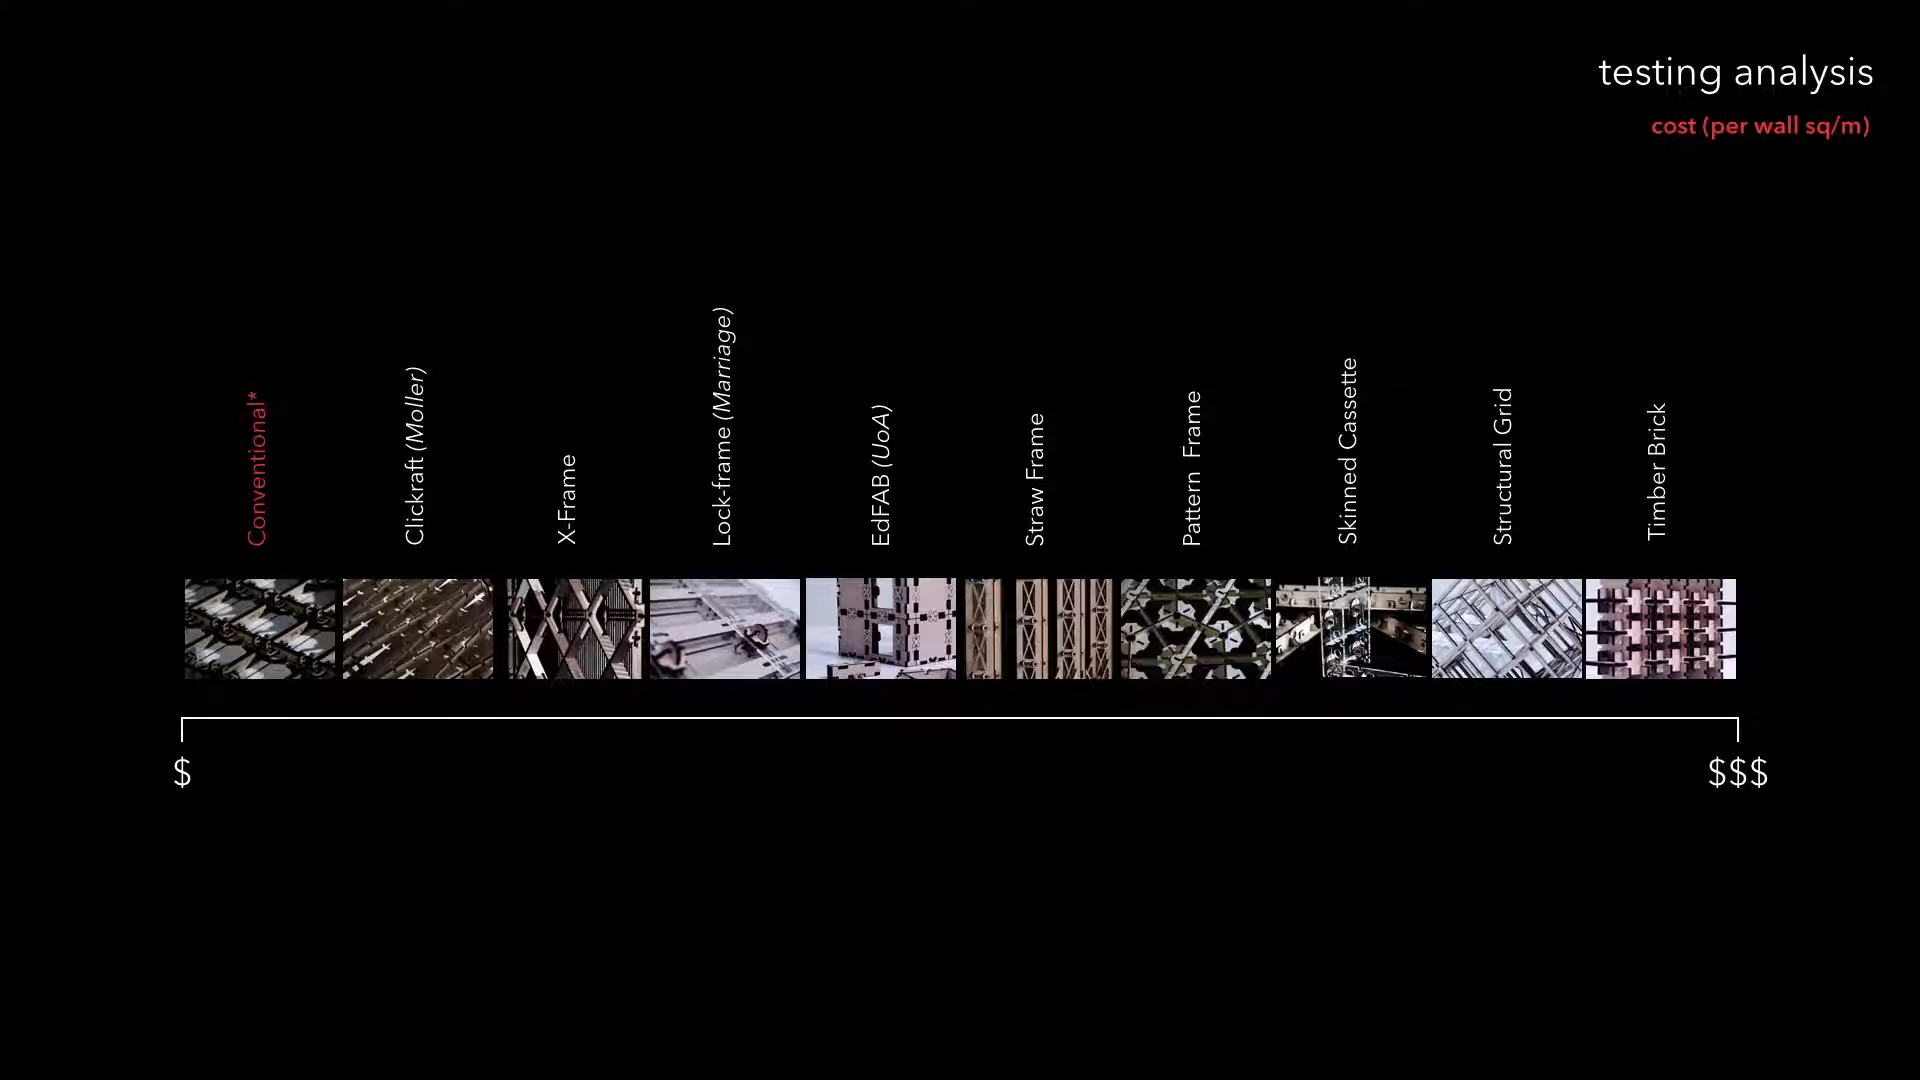 testing analysis
cost (per wall sq/m)
Conventional*
Clickraft (Moller)
X-Frame
Lock-frame (Marriage)
EdFAB (UoA)
Straw Frame
Pattern Frame
Skinned Cassette
Structural Grid
Timber Brick
$
$$$